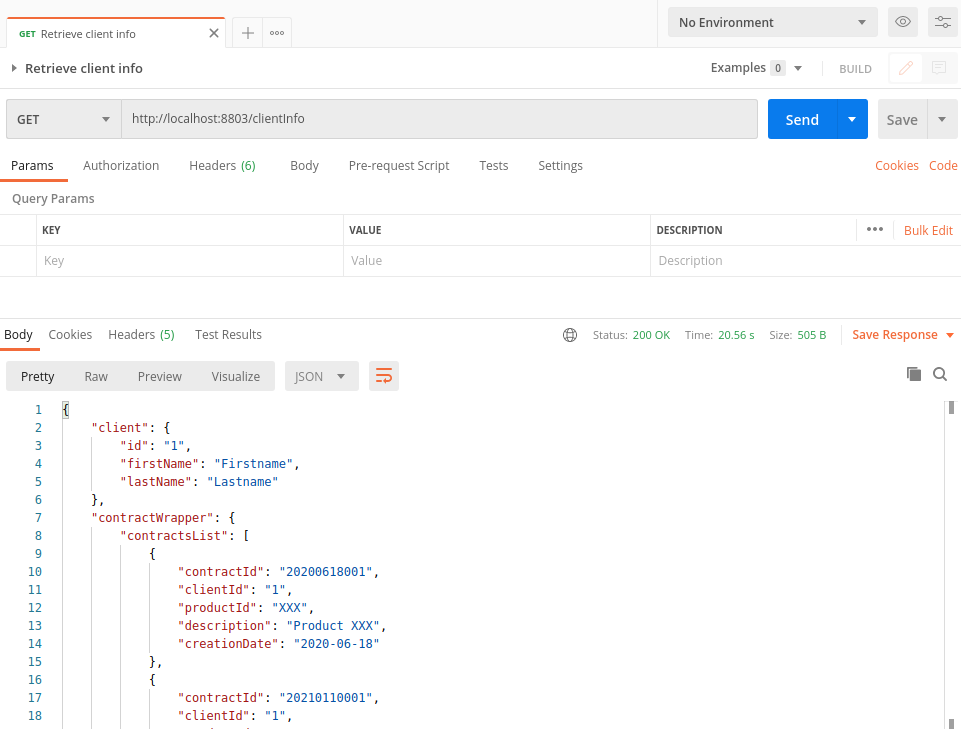 GET Retrieve client info
No Environment
Retrieve client info
Examples 0
BUILD
GET
http://localhost:8803/clientInfo
Send
Save
Params Authorization Headers (6) Body Pre-request Script Tests Settings Cookies Code
Query Params
KEY VALUE DESCRIPTION ••• Bulk Edit
Key Value Description
Body Cookies Headers (5) Test Results Status: 200 OK Time: 20.56 s Size: 505 B Save Response
Pretty Raw Preview Visualize JSON
1 {
2 "client": {
3 "id": "1",
4 "firstName": "Firstname",
5 "lastName": "Lastname"
6 },
7 "contractWrapper": {
8 "contractsList": [
9 {
10 "contractId": "20200618001",
11 "clientId": "1",
12 "productId": "XXX",
13 "description": "Product XXX",
14 "creationDate": "2020-06-18"
15 },
16 {
17 "contractId": "20210110001",
18 "clientId": "1",